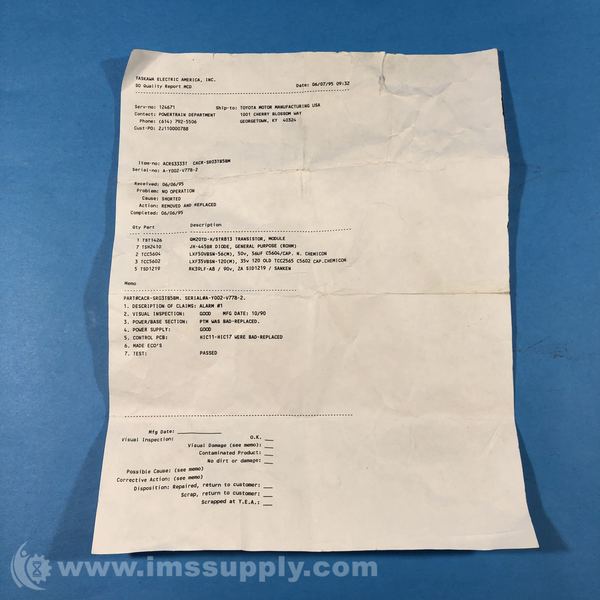 YASKAWA ELECTRIC AMERICA, INC.
SO Quality Report MCD Date: 06/07/95 09:32
Serv-no: 124671 Ship-to: TOYOTA MOTOR MANUFACTURING USA
Contact: POWERTRAIN DEPARTMENT 1001 CHERRY BLOSSOM WAY
Phone: (614) 792-5506 GEORGETOWN, KY 40324
Cust-PO: 2J110000788
Item-no: ACRS33331 CACR-SR03TB5BM
Serial-no: A-Y002-V778-2
Received: 06/06/95
Problem: NO OPERATION
Cause: SHORTED
Action: REMOVED AND REPLACED
Completed: 06/06/95
Qty Part Description
1 TST1426 QM20TD-H/STR813 TRANSISTOR, MODULE
7 TSH2410 JH-4458R DIODE, GENERAL PURPOSE (ROHM)
2 TCC5604 LXF50VBSN-56(M), 50v, 56uF C5604/CAP. N. CHEMICON
3 TCC5602 LXF35VBSN-120(M), 35v 120 OLD TCC2565 C5602 CAP.CHEMICON
5 TSD1219 RK39LF-AB / 90v, 2A SID1219 / SANKEN
Memo
PART#CACR-SR03TB5BM. SERIAL#A-Y002-V778-2.
1. DESCRIPTION OF CLAIMS: ALARM #1
2. VISUAL INSPECTION: GOOD MFG DATE: 10/90
3. POWER/BASE SECTION: PTM WAS BAD-REPLACED.
4. POWER SUPPLY: GOOD
5. CONTROL PCB: HIC11-HIC17 WERE BAD-REPLACED
6. MADE ECO'S
7. TEST: PASSED
Mfg Date:
Visual Inspection: O.K.
Visual Damage (see memo):
Contaminated Product:
No dirt or damage:
Possible Cause: (see memo)
Corrective Action: (see memo)
Disposition: Repaired, return to customer:
Scrap, return to customer:
Scrapped at Y.E.A.:
www.imssupply.com